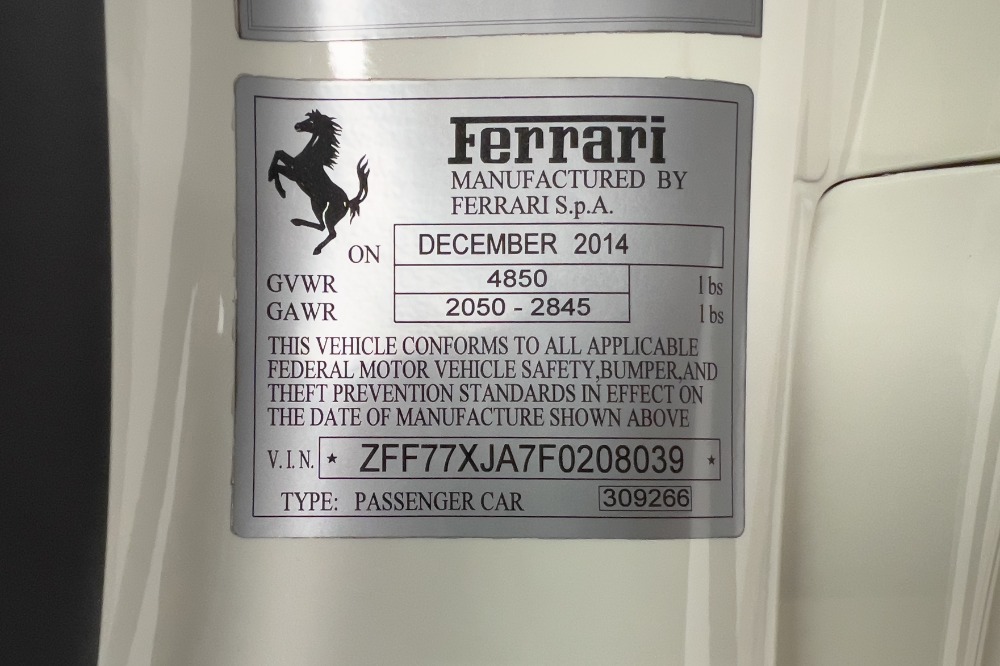 Ferrari
MANUFACTURED BY
FERRARI S.p.A.
ON DECEMBER 2014
GVWR 4850 lbs
GAWR 2050 - 2845 lbs
THIS VEHICLE CONFORMS TO ALL APPLICABLE
FEDERAL MOTOR VEHICLE SAFETY,BUMPER,AND
THEFT PREVENTION STANDARDS IN EFFECT ON
THE DATE OF MANUFACTURE SHOWN ABOVE
V.I.N. * ZFF77XJA7F0208039 *
TYPE: PASSENGER CAR 309266